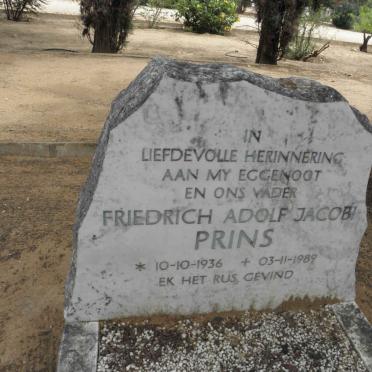 IN
LIEFDEVOLLE HERINNERING
AAN MY EGGENOOT
EN ONS VADER
FRIEDRICH ADOLF JACOBI
PRINS
* 10-10-1936 + 03-11-1989
EK HET RUS GEVIND